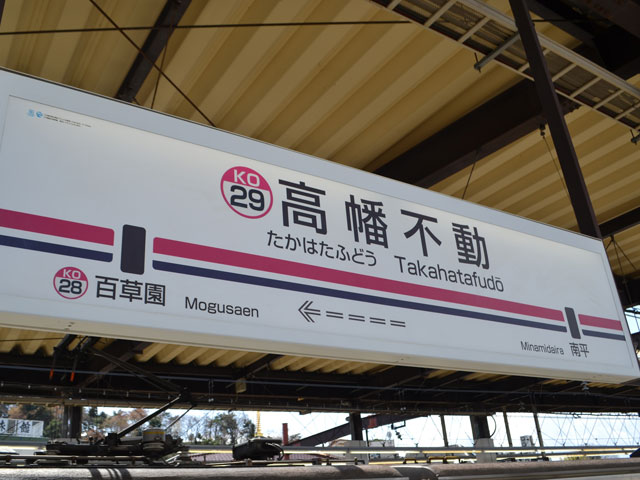 KO
29
高幡不動
たかはたふどう
Takahatafudō
KO
28
百草園
Mogusaen
Minamidaira
南平